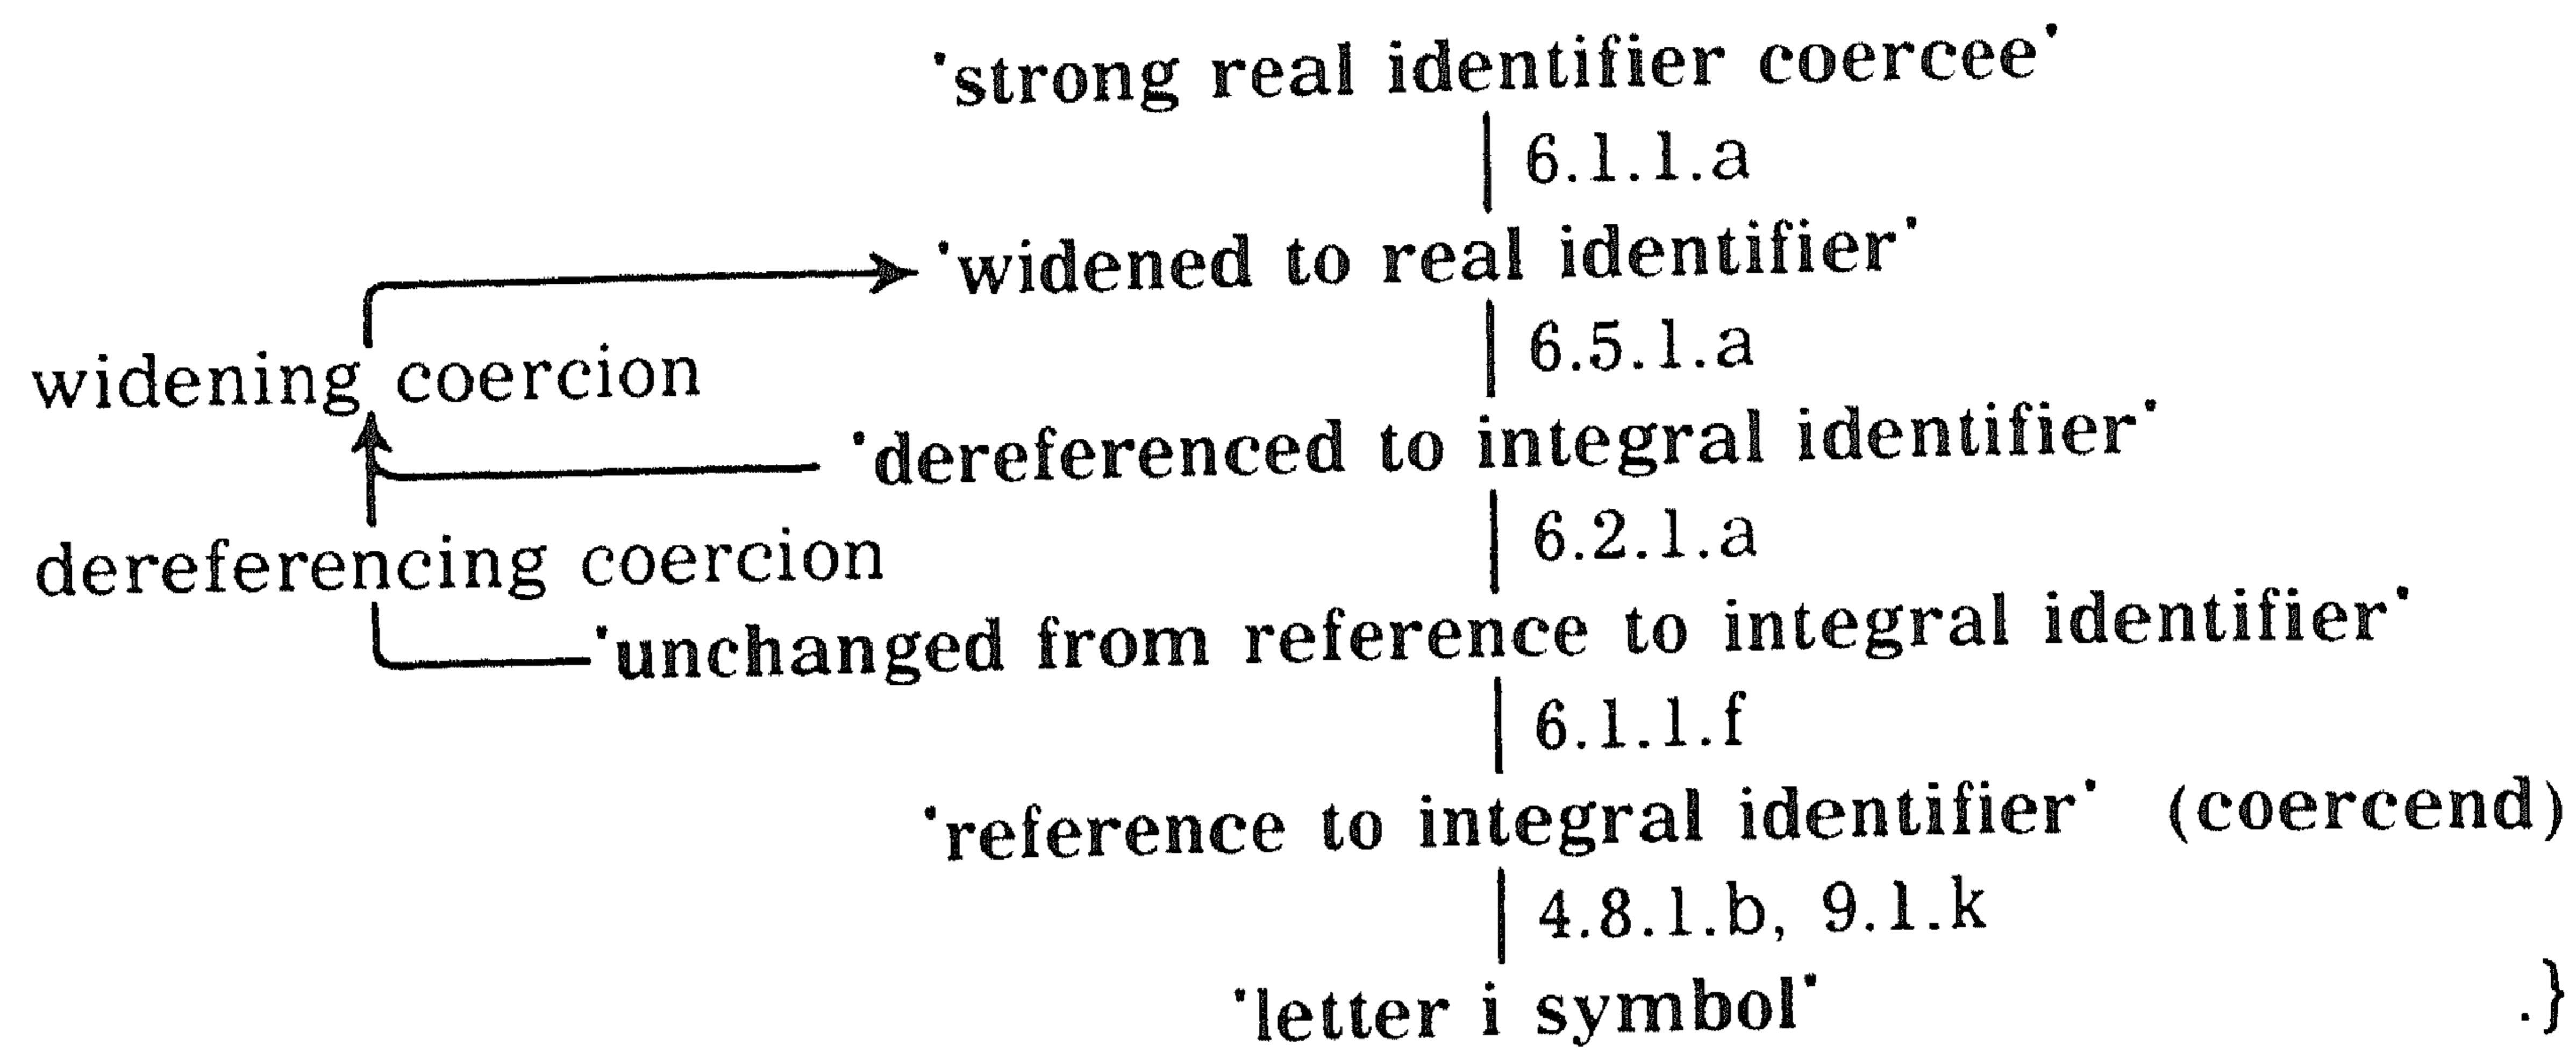 'strong real identifier coercee'
6.1.1.a
'widened to real identifier'
6.5.1.a
widening coercion
'dereferenced to integral identifier'
6.2.1.a
dereferencing coercion
'unchanged from reference to integral identifier'
6.1.1.f
'reference to integral identifier' (coercend)
4.8.1.b, 9.1.k
'letter i symbol' .}